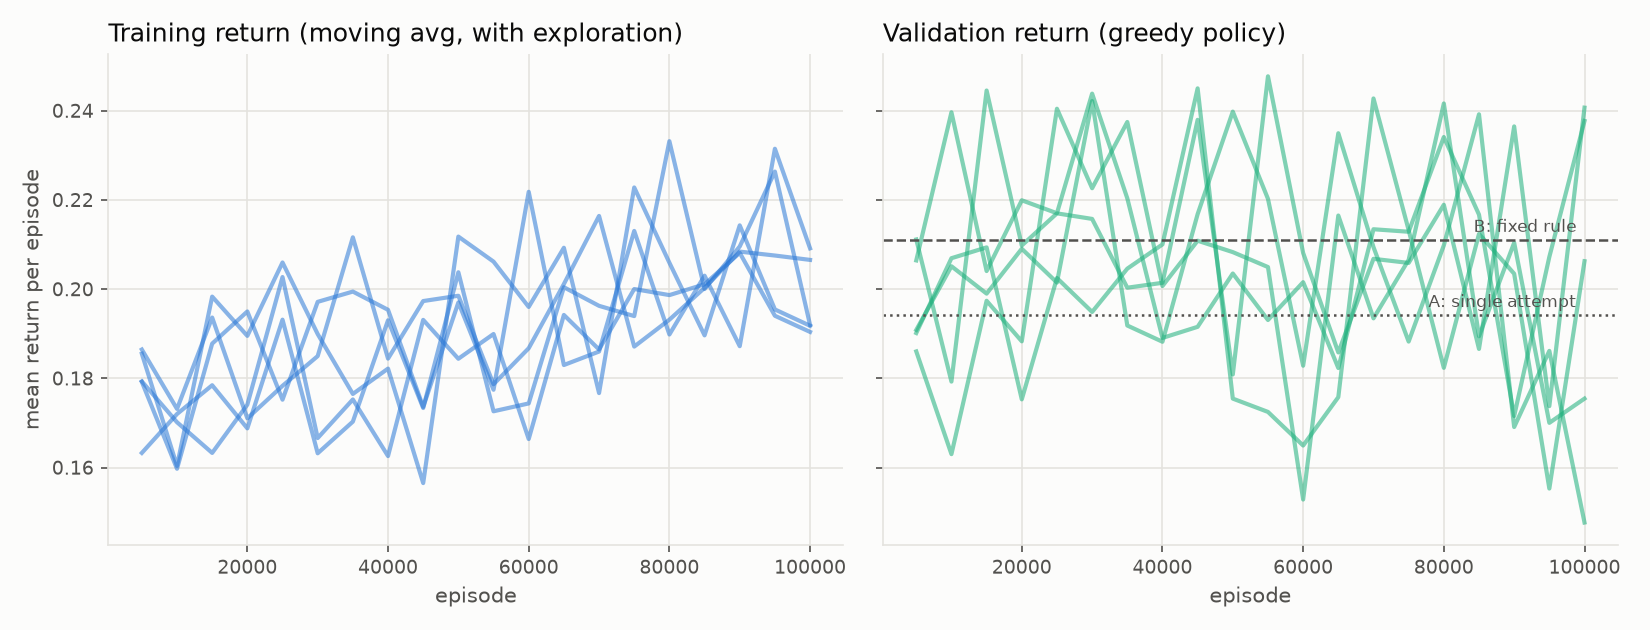 Training return (moving avg, with exploration)
mean return per episode
0.24
0.22
0.20
0.18
0.16
20000
40000
60000
80000
100000
episode
Validation return (greedy policy)
B: fixed rule
A: single attempt
20000
40000
60000
80000
100000
episode